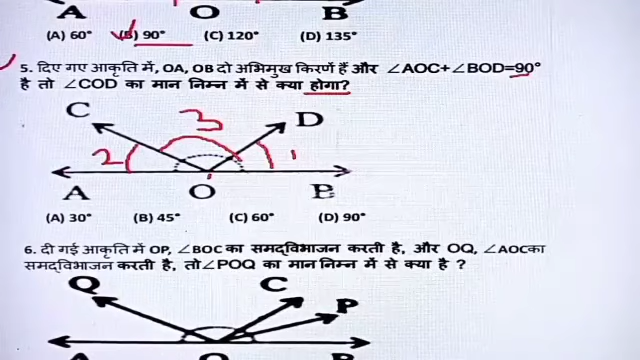 A O B
(A) 60° (B) 90° (C) 120° (D) 135°
5. दिए गए आकृति में, OA, OB दो अभिमुख किरणें हैं और ∠AOC+∠BOD=90°
है तो ∠COD का मान निम्न में से क्या होगा?
C 3 D
2 1
A O B
(A) 30° (B) 45° (C) 60° (D) 90°
6. दी गई आकृति में OP, ∠BOC का समद्विभाजन करती है, और OQ, ∠AOCका
समद्विभाजन करती है, तो∠POQ का मान निम्न में से क्या है ?
Q C P
A O B